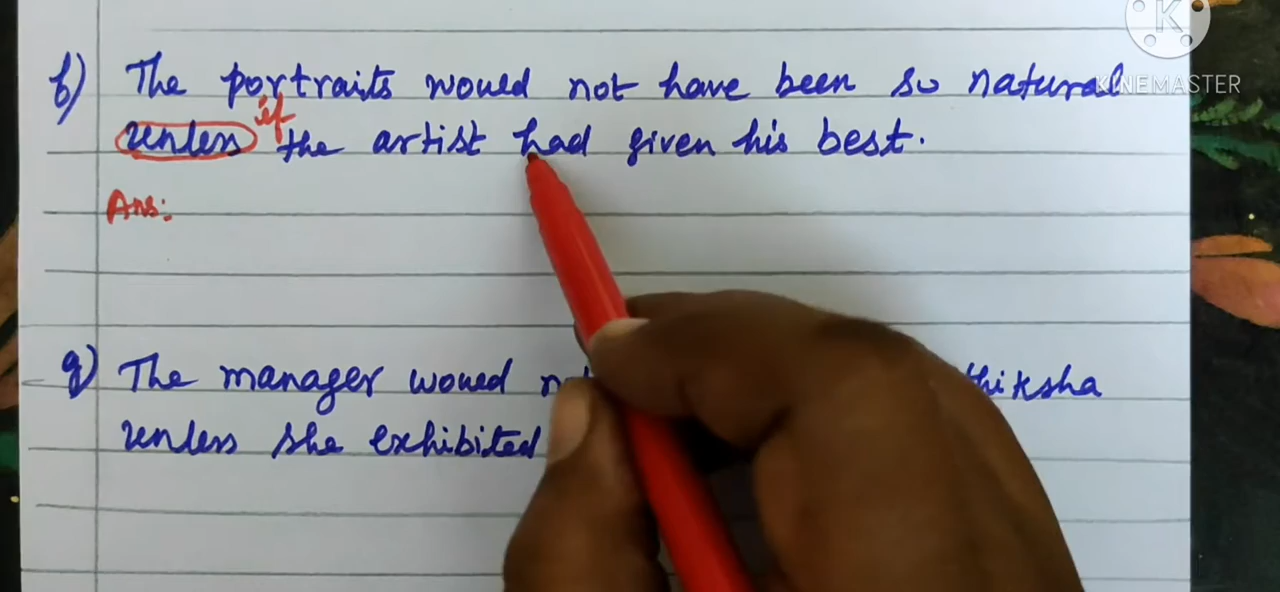 K
KINEMASTER
f) The portraits would not have been so natural
if
unless the artist had given his best.
Ans:
g) The manager would thiksha
unless she exhibited